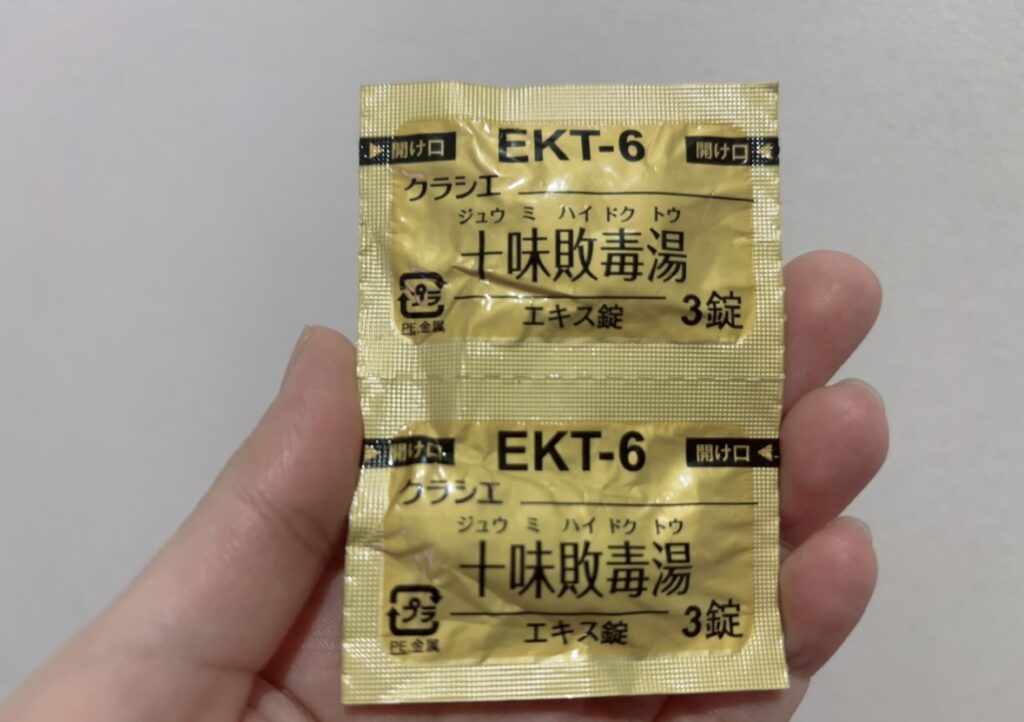 開け口 EKT-6 開け口
クラシエ
ジュウ ミ ハイ ドク トウ
十味敗毒湯
プラ
PE,金属
エキス錠 3錠
開け口 EKT-6 開け口
クラシエ
ジュウ ミ ハイ ドク トウ
十味敗毒湯
プラ
PE,金属
エキス錠 3錠